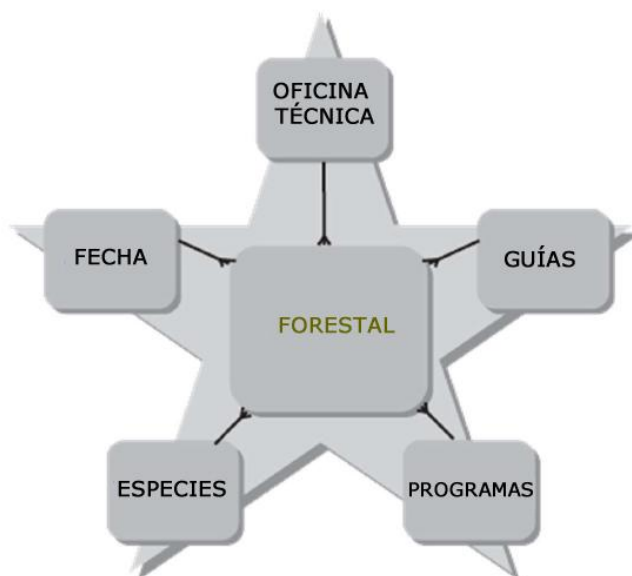 OFICINA
TÉCNICA
FECHA
GUÍAS
FORESTAL
ESPECIES
PROGRAMAS